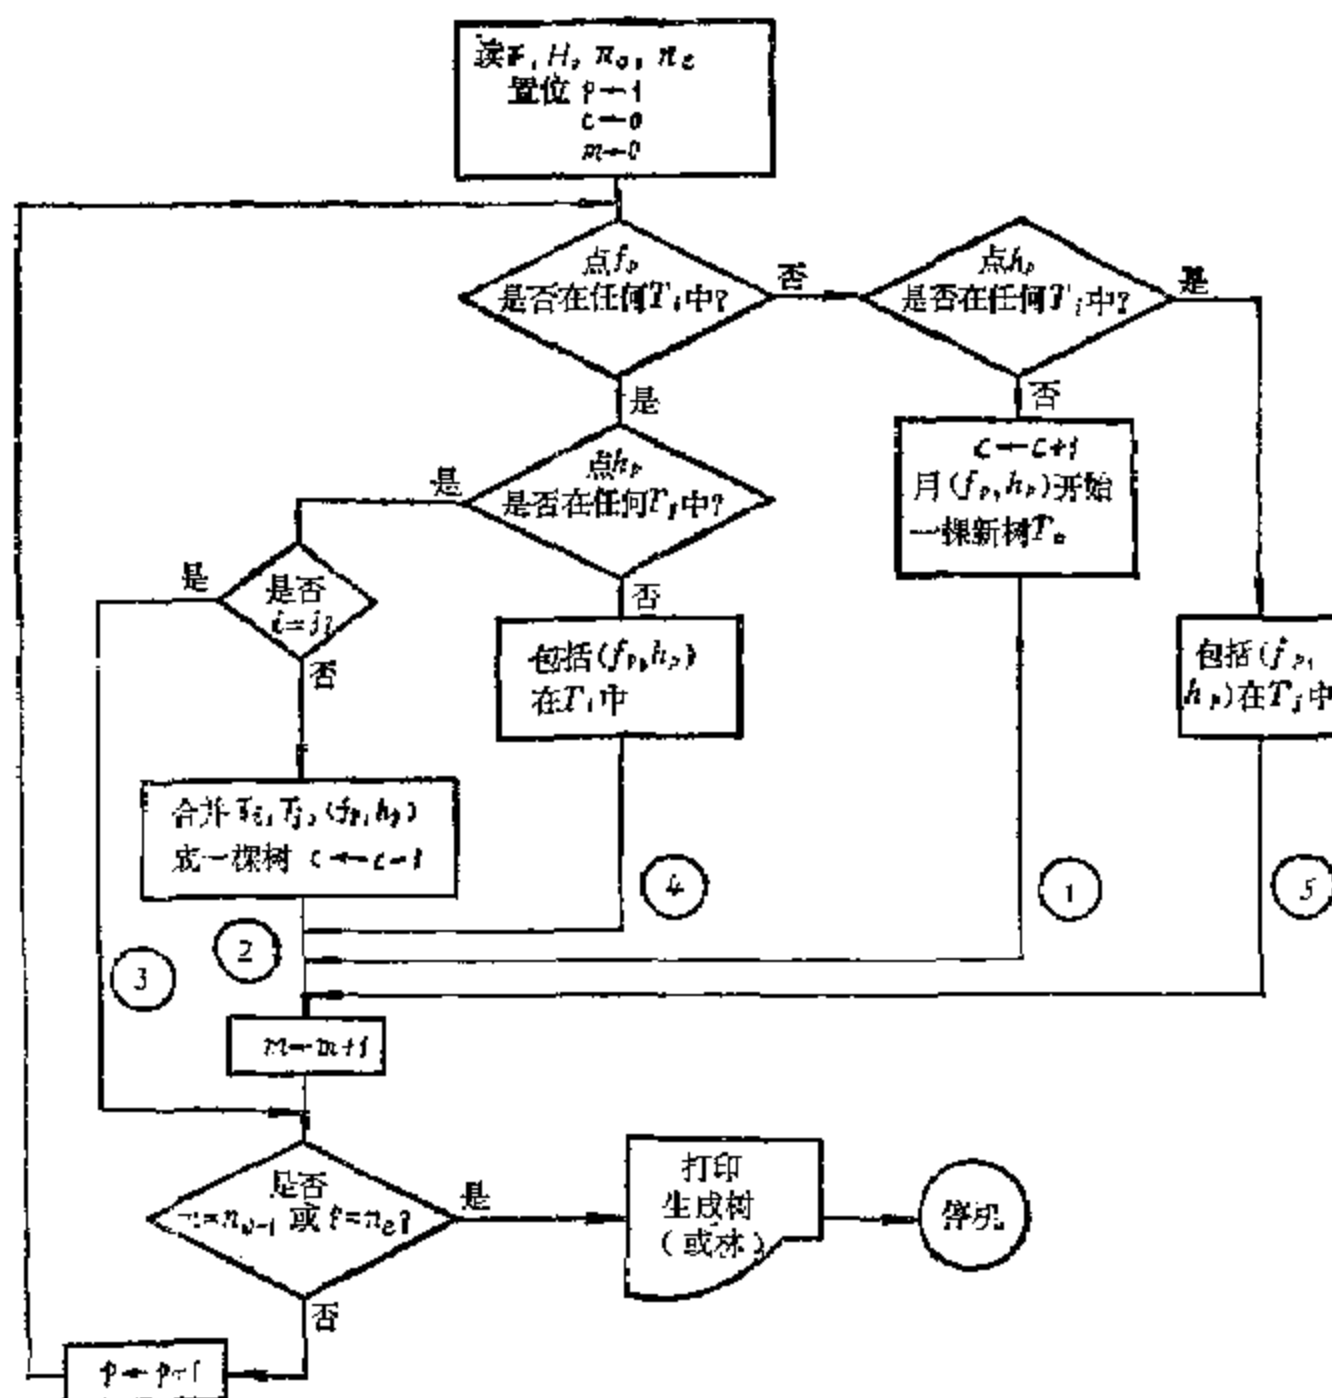 读F, H, n₀, nₑ
置位 p←1
c←0
m←0
点fₚ
是否在任何Tᵢ中?
否
点hₚ
是否在任何Tⱼ中?
是
是
否
点hₚ
是否在任何Tⱼ中?
是
c←c+1
用(fₚ,hₚ)开始
一棵新树T꜀
是否
i=j?
是
否
否
包括(fₚ,hₚ)
在Tᵢ中
包括(fₚ,
hₚ)在Tⱼ中
合并Tᵢ,Tⱼ,(fₚ,hₚ)
成一棵树 c←c-1
4
1
5
2
3
m←m+1
是否
m=nᵥ-1 或 p=nₑ?
是
打印
生成树
(或林)
停机
否
p←p+1